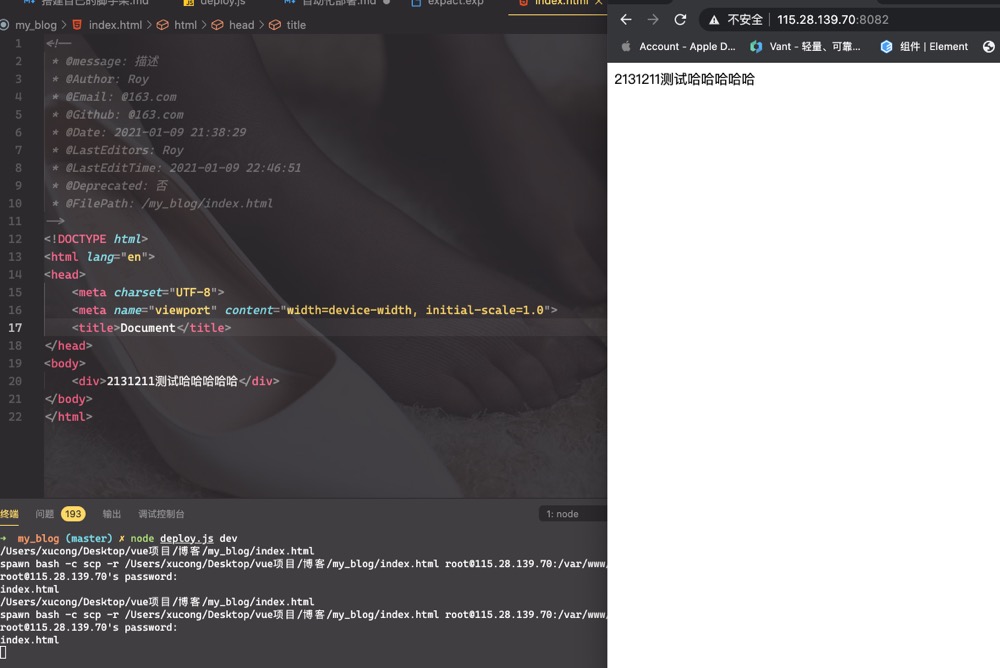 搭建自己的脚手架.md
deploy.js
自动化部署.md
expact.exp
index.html
my_blog > index.html > html > head > title
1 <!--
2 * @message: 描述
3 * @Author: Roy
4 * @Email: @163.com
5 * @Github: @163.com
6 * @Date: 2021-01-09 21:38:29
7 * @LastEditors: Roy
8 * @LastEditTime: 2021-01-09 22:46:51
9 * @Deprecated: 否
10 * @FilePath: /my_blog/index.html
11 -->
12 <!DOCTYPE html>
13 <html lang="en">
14 <head>
15 <meta charset="UTF-8">
16 <meta name="viewport" content="width=device-width, initial-scale=1.0">
17 <title>Document</title>
18 </head>
19 <body>
20 <div>2131211测试哈哈哈哈哈</div>
21 </body>
22 </html>
终端 问题 193 输出 调试控制台 1: node
→ my_blog (master) ✗ node deploy.js dev
/Users/xucong/Desktop/vue项目/博客/my_blog/index.html
spawn bash -c scp -r /Users/xucong/Desktop/vue项目/博客/my_blog/index.html root@115.28.139.70:/var/www/
root@115.28.139.70's password:
index.html
/Users/xucong/Desktop/vue项目/博客/my_blog/index.html
spawn bash -c scp -r /Users/xucong/Desktop/vue项目/博客/my_blog/index.html root@115.28.139.70:/var/www/
root@115.28.139.70's password:
index.html
不安全 115.28.139.70:8082
Account - Apple D... Vant - 轻量、可靠... 组件 | Element
2131211测试哈哈哈哈哈